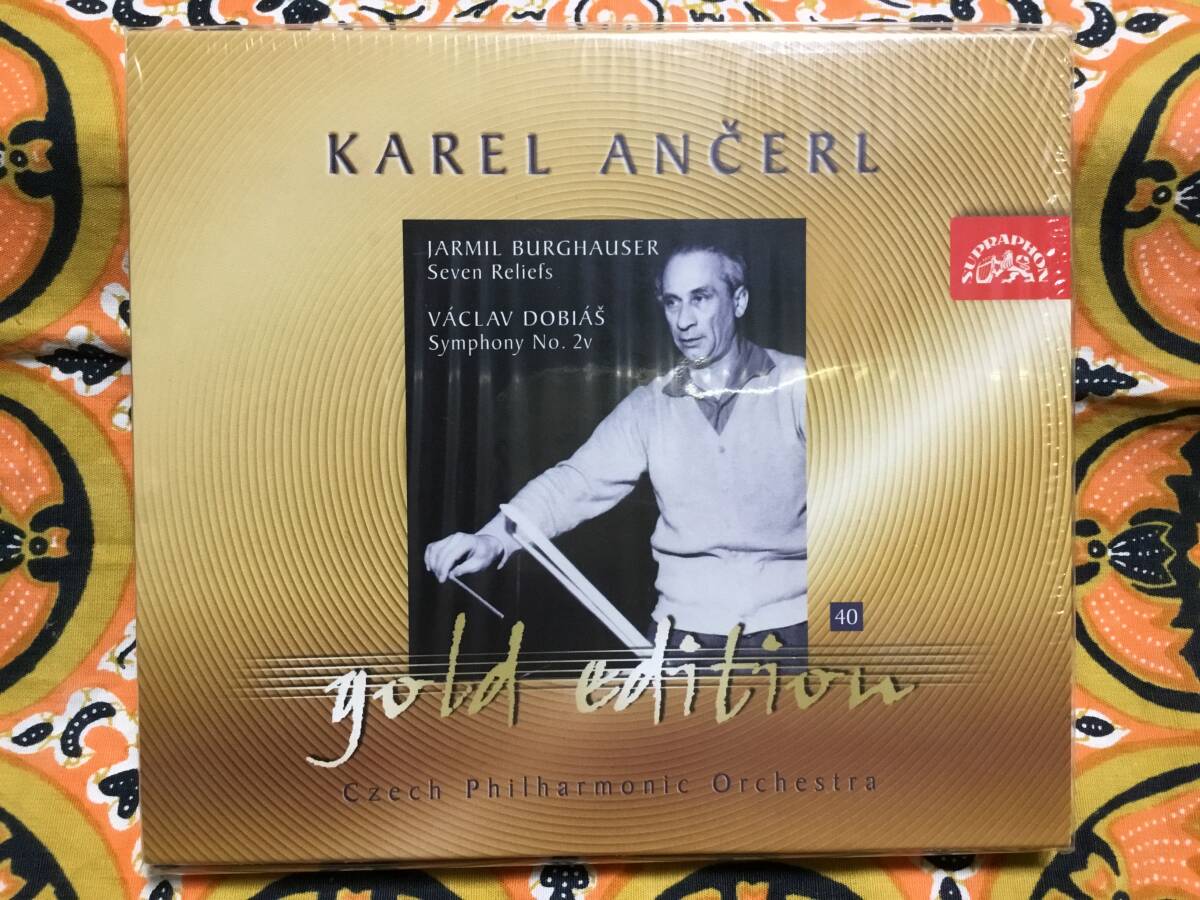 KAREL ANČERL
JARMIL BURGHAUSER
Seven Reliefs
VÁCLAV DOBIÁŠ
Symphony No. 2v
SUPRAPHON
40
gold edition
Czech Philharmonic Orchestra